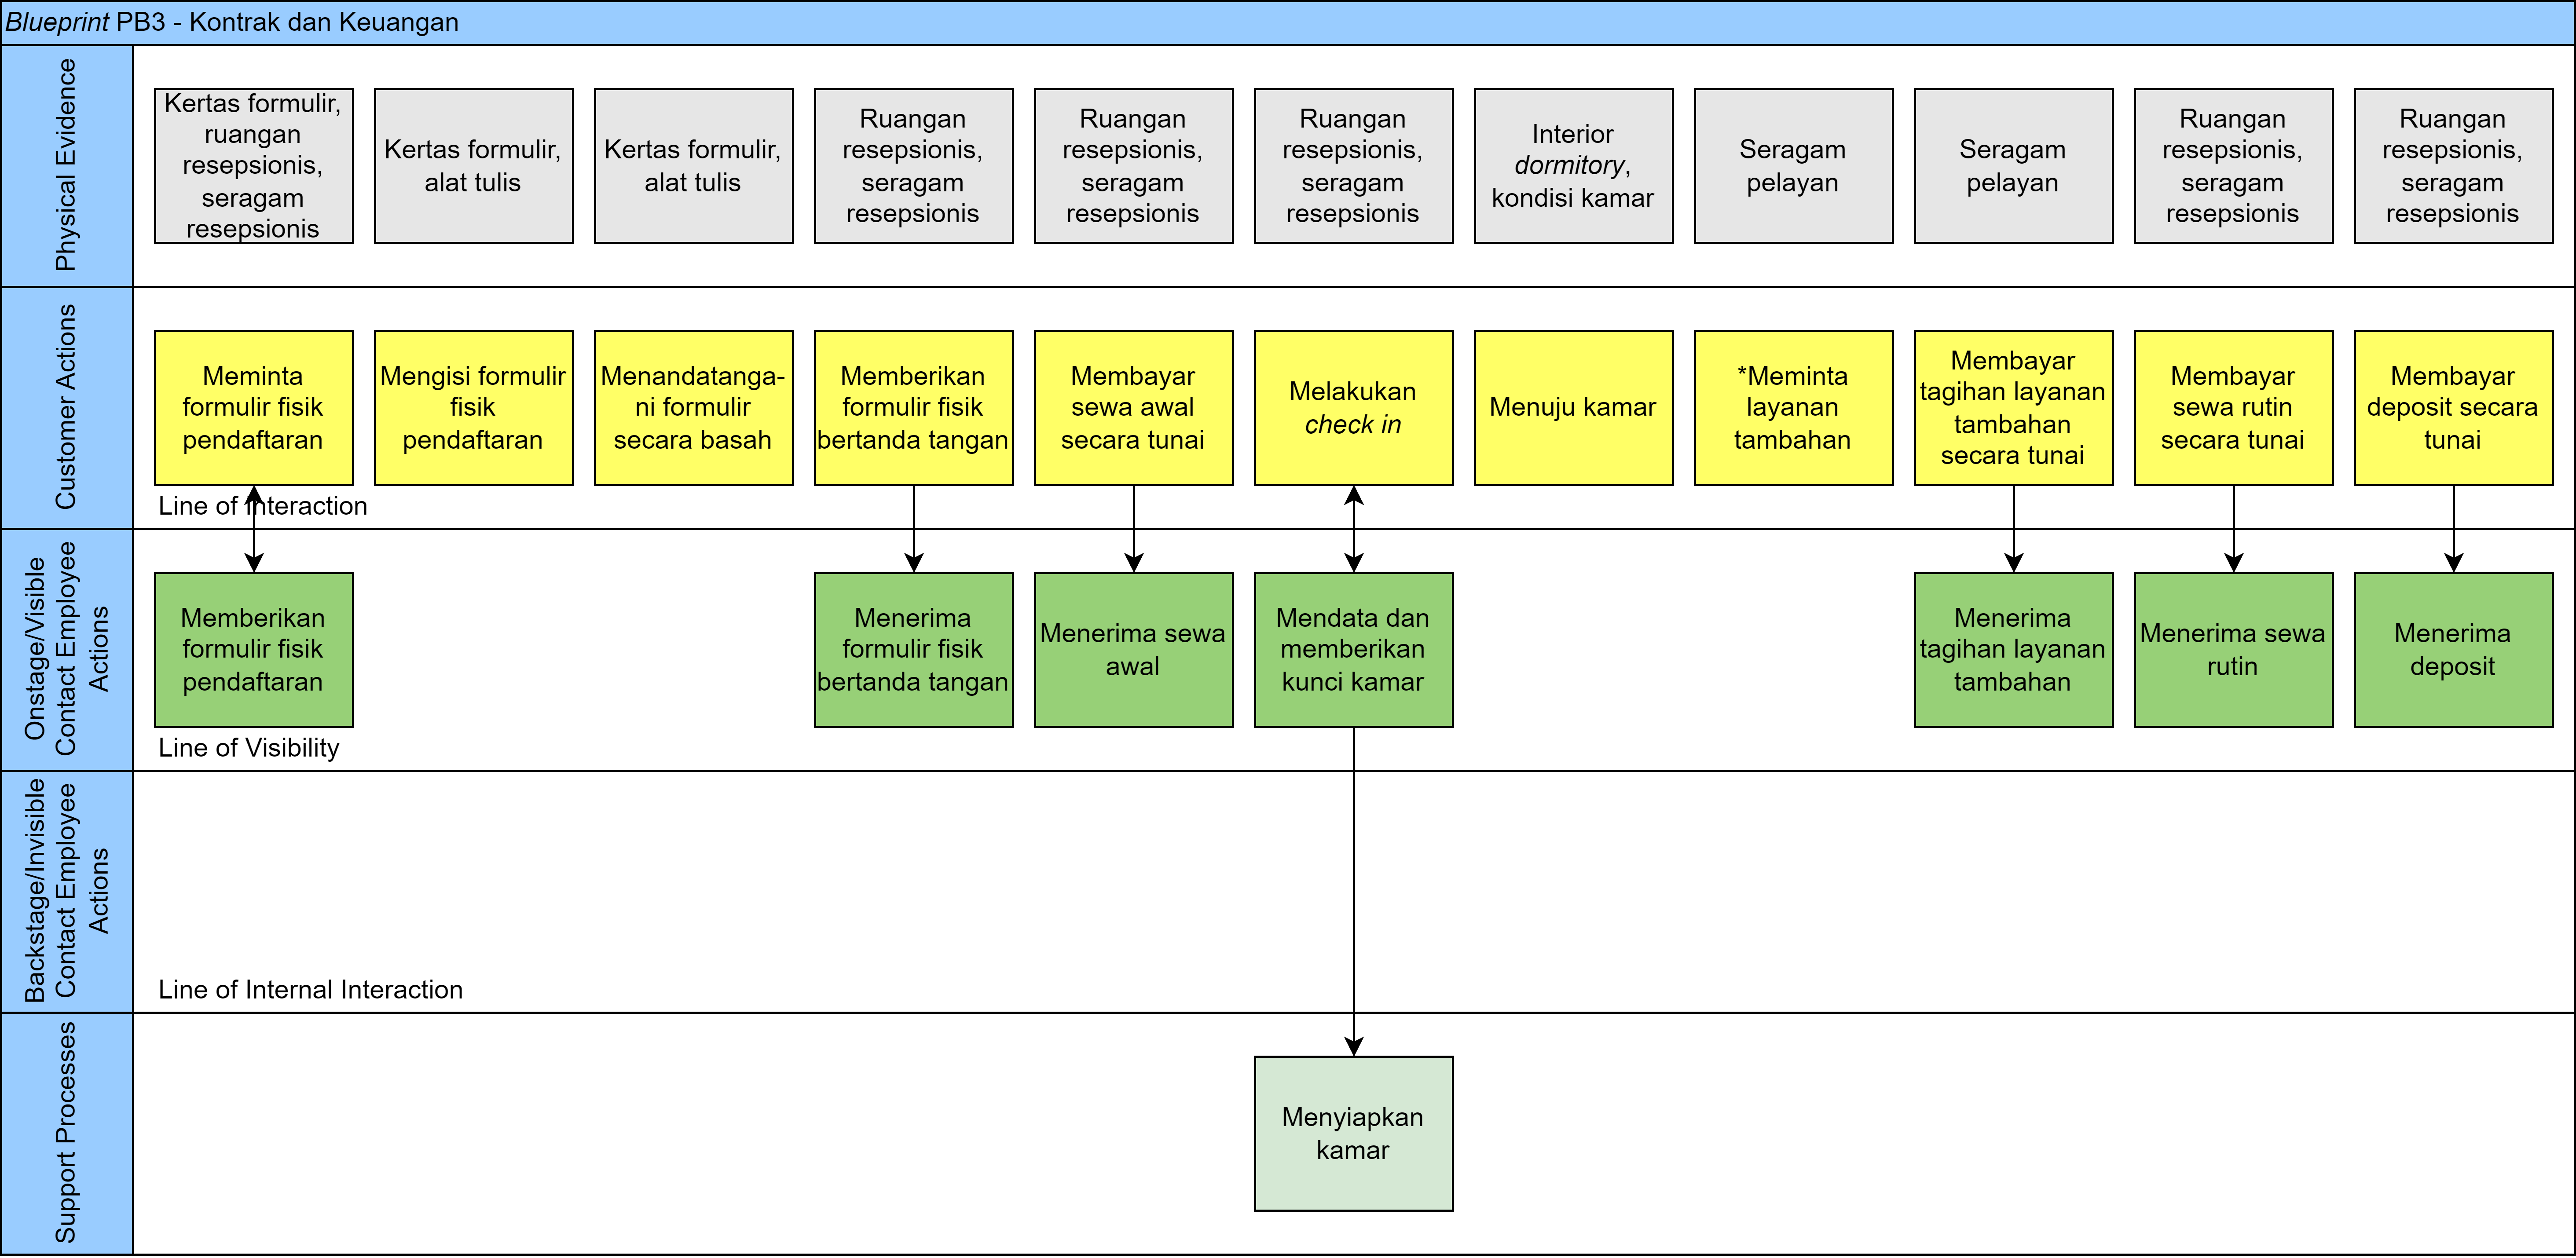 Blueprint PB3 - Kontrak dan Keuangan
Physical Evidence
Kertas formulir,
ruangan
resepsionis,
seragam
resepsionis
Kertas formulir,
alat tulis
Kertas formulir,
alat tulis
Ruangan
resepsionis,
seragam
resepsionis
Ruangan
resepsionis,
seragam
resepsionis
Ruangan
resepsionis,
seragam
resepsionis
Interior
dormitory,
kondisi kamar
Seragam
pelayan
Seragam
pelayan
Ruangan
resepsionis,
seragam
resepsionis
Ruangan
resepsionis,
seragam
resepsionis
Customer Actions
Meminta
formulir fisik
pendaftaran
Mengisi formulir
fisik
pendaftaran
Menandatanga-
ni formulir
secara basah
Memberikan
formulir fisik
bertanda tangan
Membayar
sewa awal
secara tunai
Melakukan
check in
Menuju kamar
*Meminta
layanan
tambahan
Membayar
tagihan layanan
tambahan
secara tunai
Membayar
sewa rutin
secara tunai
Membayar
deposit secara
tunai
Line of Interaction
Onstage/Visible
Contact Employee
Actions
Memberikan
formulir fisik
pendaftaran
Menerima
formulir fisik
bertanda tangan
Menerima sewa
awal
Mendata dan
memberikan
kunci kamar
Menerima
tagihan layanan
tambahan
Menerima sewa
rutin
Menerima
deposit
Line of Visibility
Backstage/Invisible
Contact Employee
Actions
Line of Internal Interaction
Support Processes
Menyiapkan
kamar